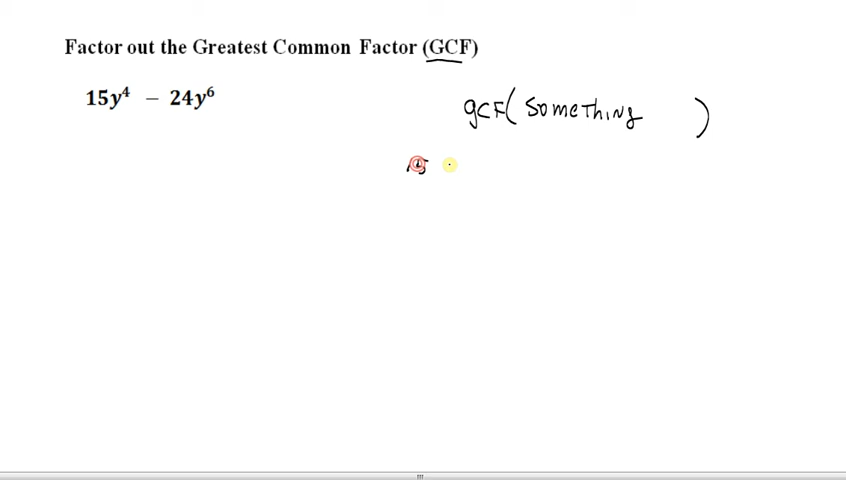 Factor out the Greatest Common Factor (GCF)
15y⁴ − 24y⁶
gCF( SomeThing )